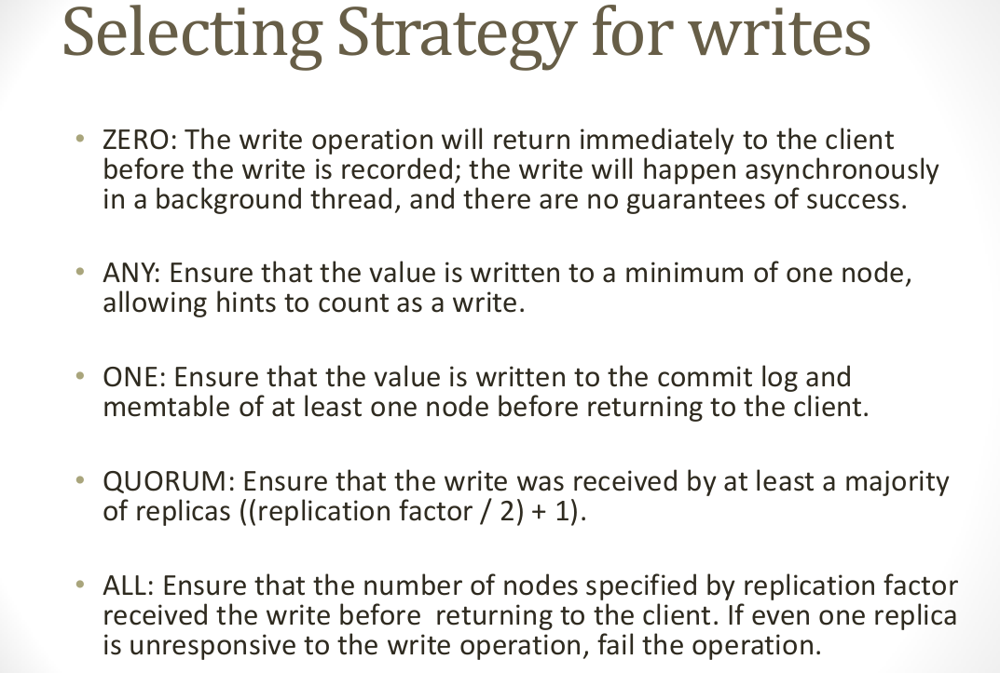 Selecting Strategy for writes
• ZERO: The write operation will return immediately to the client
before the write is recorded; the write will happen asynchronously
in a background thread, and there are no guarantees of success.
• ANY: Ensure that the value is written to a minimum of one node,
allowing hints to count as a write.
• ONE: Ensure that the value is written to the commit log and
memtable of at least one node before returning to the client.
• QUORUM: Ensure that the write was received by at least a majority
of replicas ((replication factor / 2) + 1).
• ALL: Ensure that the number of nodes specified by replication factor
received the write before  returning to the client. If even one replica
is unresponsive to the write operation, fail the operation.